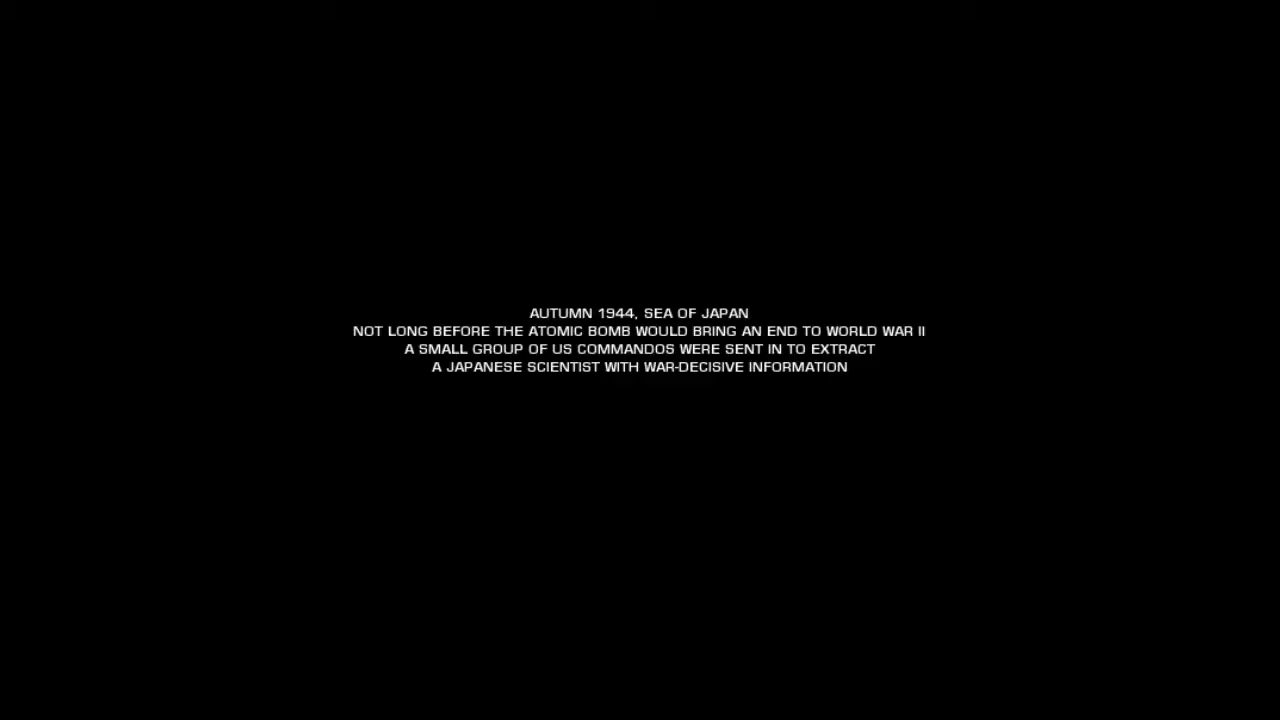 AUTUMN 1944, SEA OF JAPAN
NOT LONG BEFORE THE ATOMIC BOMB WOULD BRING AN END TO WORLD WAR II
A SMALL GROUP OF US COMMANDOS WERE SENT IN TO EXTRACT
A JAPANESE SCIENTIST WITH WAR-DECISIVE INFORMATION